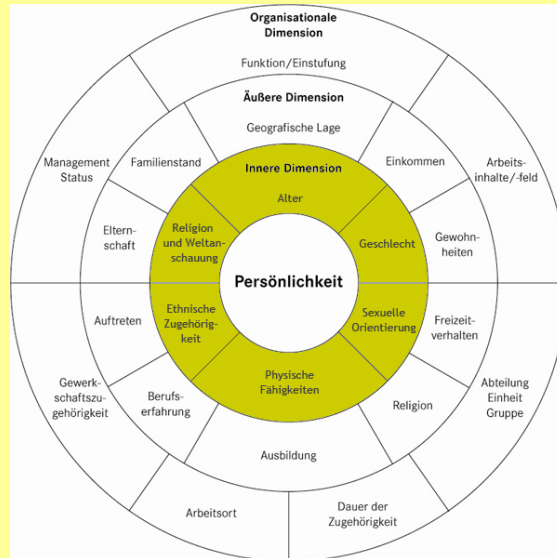 Organisationale
Dimension
Funktion/Einstufung
Äußere Dimension
Geografische Lage
Management
Status
Familienstand
Einkommen
Arbeits-
inhalte/-feld
Innere Dimension
Alter
Eltern-
schaft
Religion
und Weltan-
schauung
Geschlecht
Gewohn-
heiten
Persönlichkeit
Auftreten
Ethnische
Zugehörig-
keit
Sexuelle
Orientierung
Freizeit-
verhalten
Gewerk-
schaftszu-
gehörigkeit
Berufs-
erfahrung
Physische
Fähigkeiten
Religion
Abteilung
Einheit
Gruppe
Ausbildung
Arbeitsort
Dauer der
Zugehörigkeit